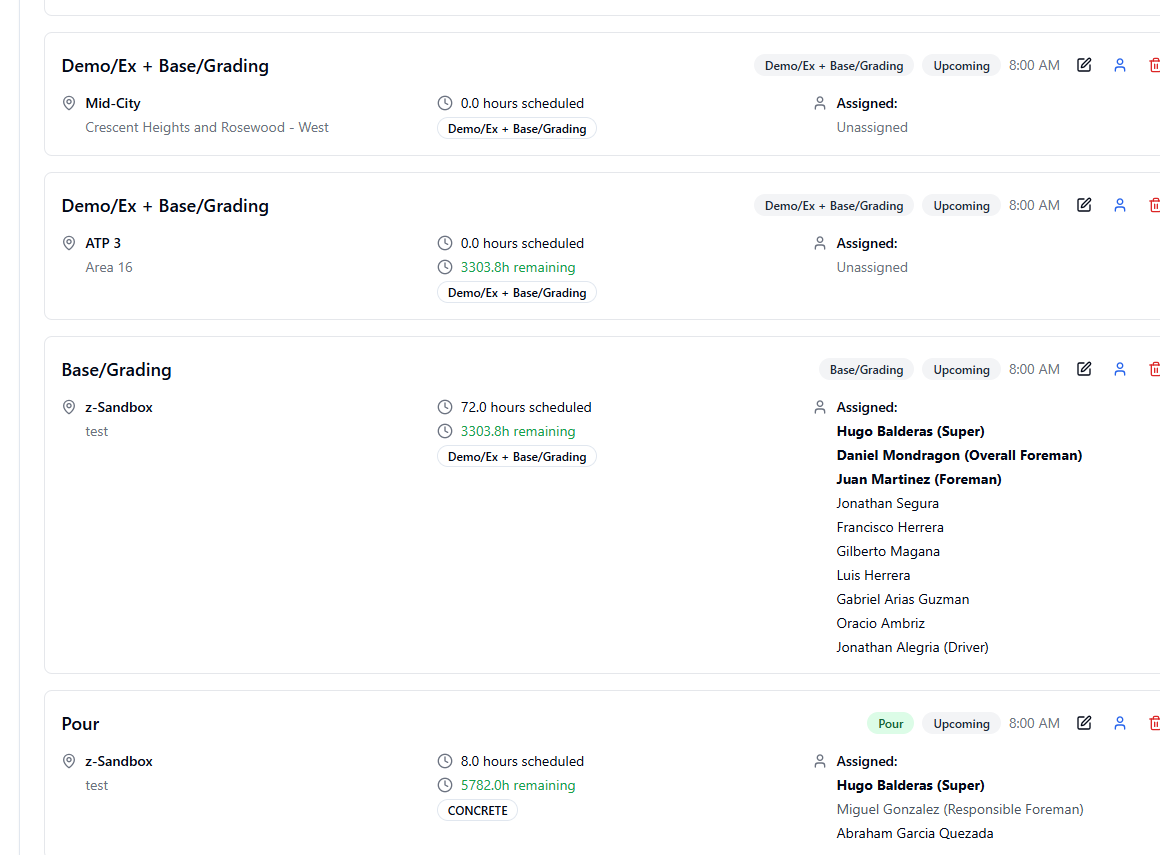 Demo/Ex + Base/Grading
Demo/Ex + Base/Grading Upcoming 8:00 AM
Mid-City
Crescent Heights and Rosewood - West
0.0 hours scheduled
Demo/Ex + Base/Grading
Assigned:
Unassigned
Demo/Ex + Base/Grading
Demo/Ex + Base/Grading Upcoming 8:00 AM
ATP 3
Area 16
0.0 hours scheduled
3303.8h remaining
Demo/Ex + Base/Grading
Assigned:
Unassigned
Base/Grading
Base/Grading Upcoming 8:00 AM
z-Sandbox
test
72.0 hours scheduled
3303.8h remaining
Demo/Ex + Base/Grading
Assigned:
Hugo Balderas (Super)
Daniel Mondragon (Overall Foreman)
Juan Martinez (Foreman)
Jonathan Segura
Francisco Herrera
Gilberto Magana
Luis Herrera
Gabriel Arias Guzman
Oracio Ambriz
Jonathan Alegria (Driver)
Pour
Pour Upcoming 8:00 AM
z-Sandbox
test
8.0 hours scheduled
5782.0h remaining
CONCRETE
Assigned:
Hugo Balderas (Super)
Miguel Gonzalez (Responsible Foreman)
Abraham Garcia Quezada